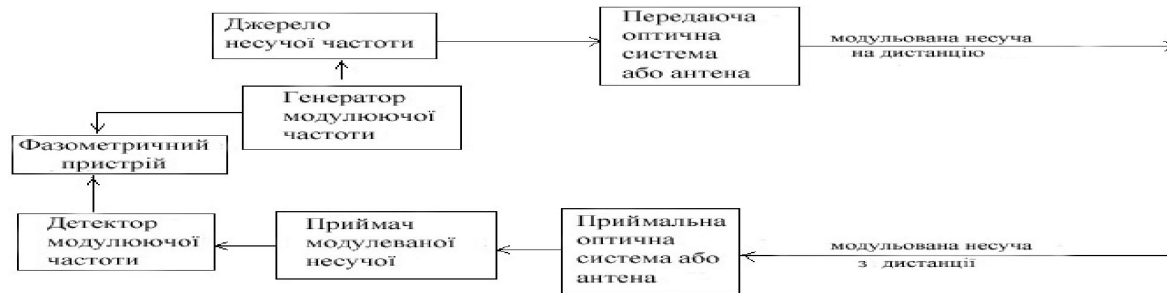 Джерело
несучої частоти
Передаюча
оптична
система
або антена
модульована несуча
на дистанцію
Генератор
модулюючої
частоти
Фазометричний
пристрій
Детектор
модулюючої
частоти
Приймач
модулеваної
несучої
Приймальна
оптична
система або
антена
модульована несуча
з дистанції